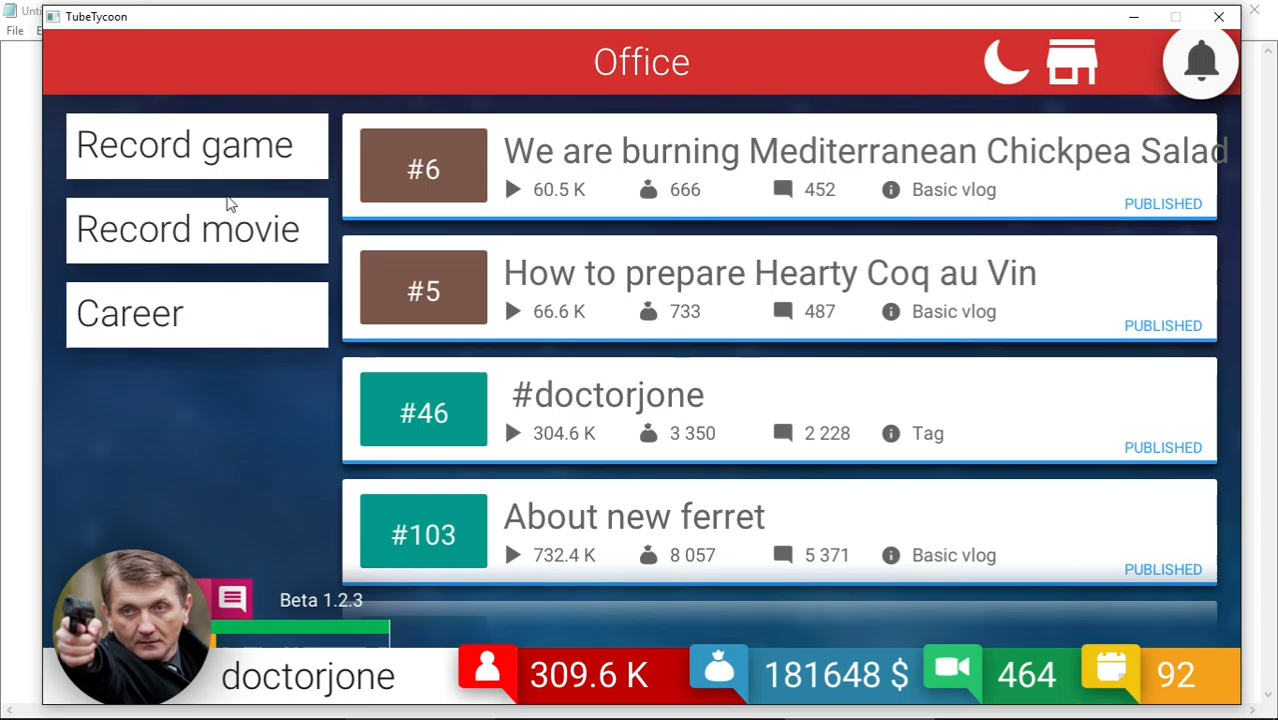 Untit
TubeTycoon
File
E
Office
Record game
Record movie
Career
#6
We are burning Mediterranean Chickpea Salad
60.5 K 666 452 Basic vlog
PUBLISHED
#5
How to prepare Hearty Coq au Vin
66.6 K 733 487 Basic vlog
PUBLISHED
#46
#doctorjone
304.6 K 3 350 2 228 Tag
PUBLISHED
#103
About new ferret
732.4 K 8 057 5 371 Basic vlog
PUBLISHED
Beta 1.2.3
doctorjone
309.6 K
181648 $
464
92